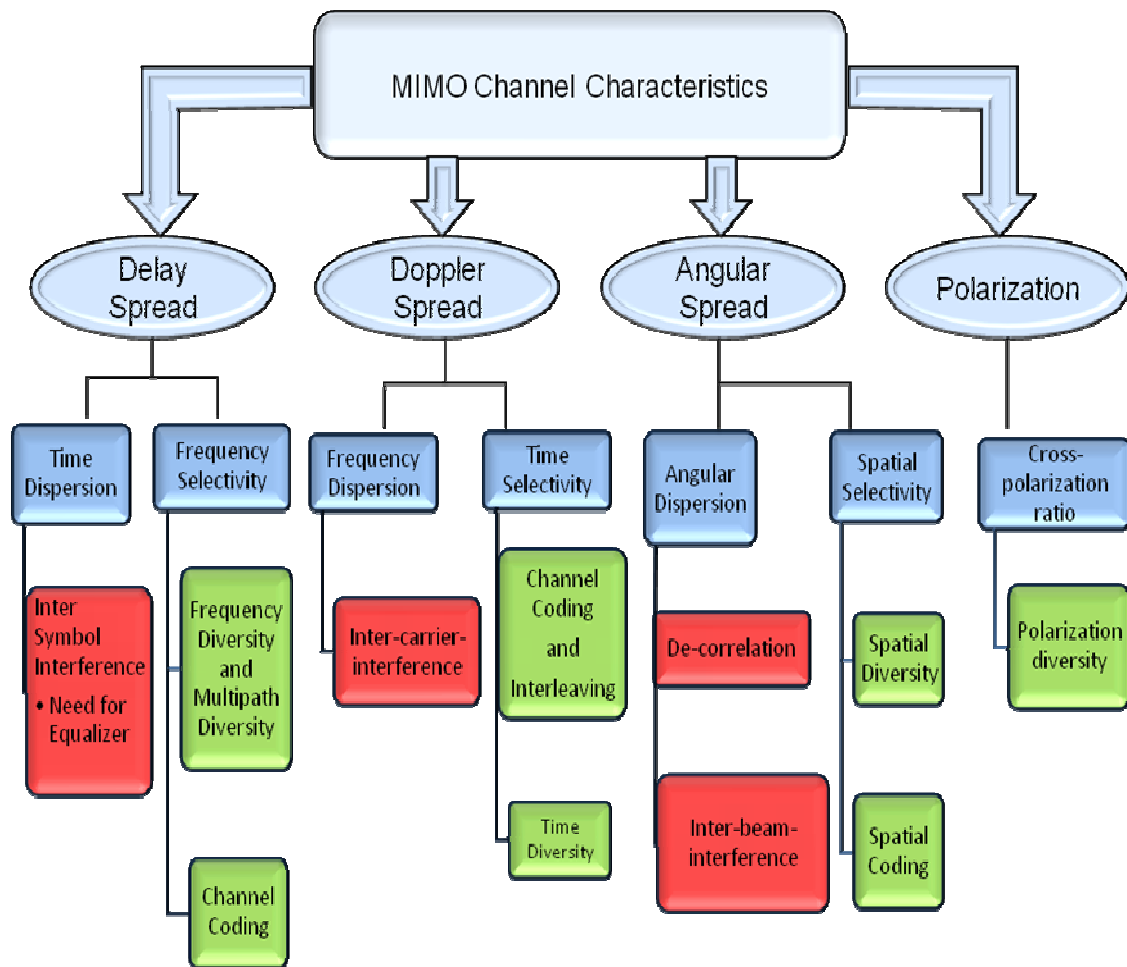 MIMO Channel Characteristics
Delay
Spread
Doppler
Spread
Angular
Spread
Polarization
Time
Dispersion
Frequency
Selectivity
Frequency
Dispersion
Time
Selectivity
Angular
Dispersion
Spatial
Selectivity
Cross-
polarization
ratio
Inter
Symbol
Interference
• Need for
Equalizer
Frequency
Diversity
and
Multipath
Diversity
Inter-carrier-
interference
Channel
Coding
and
Interleaving
De-correlation
Spatial
Diversity
Polarization
diversity
Channel
Coding
Time
Diversity
Inter-beam-
interference
Spatial
Coding